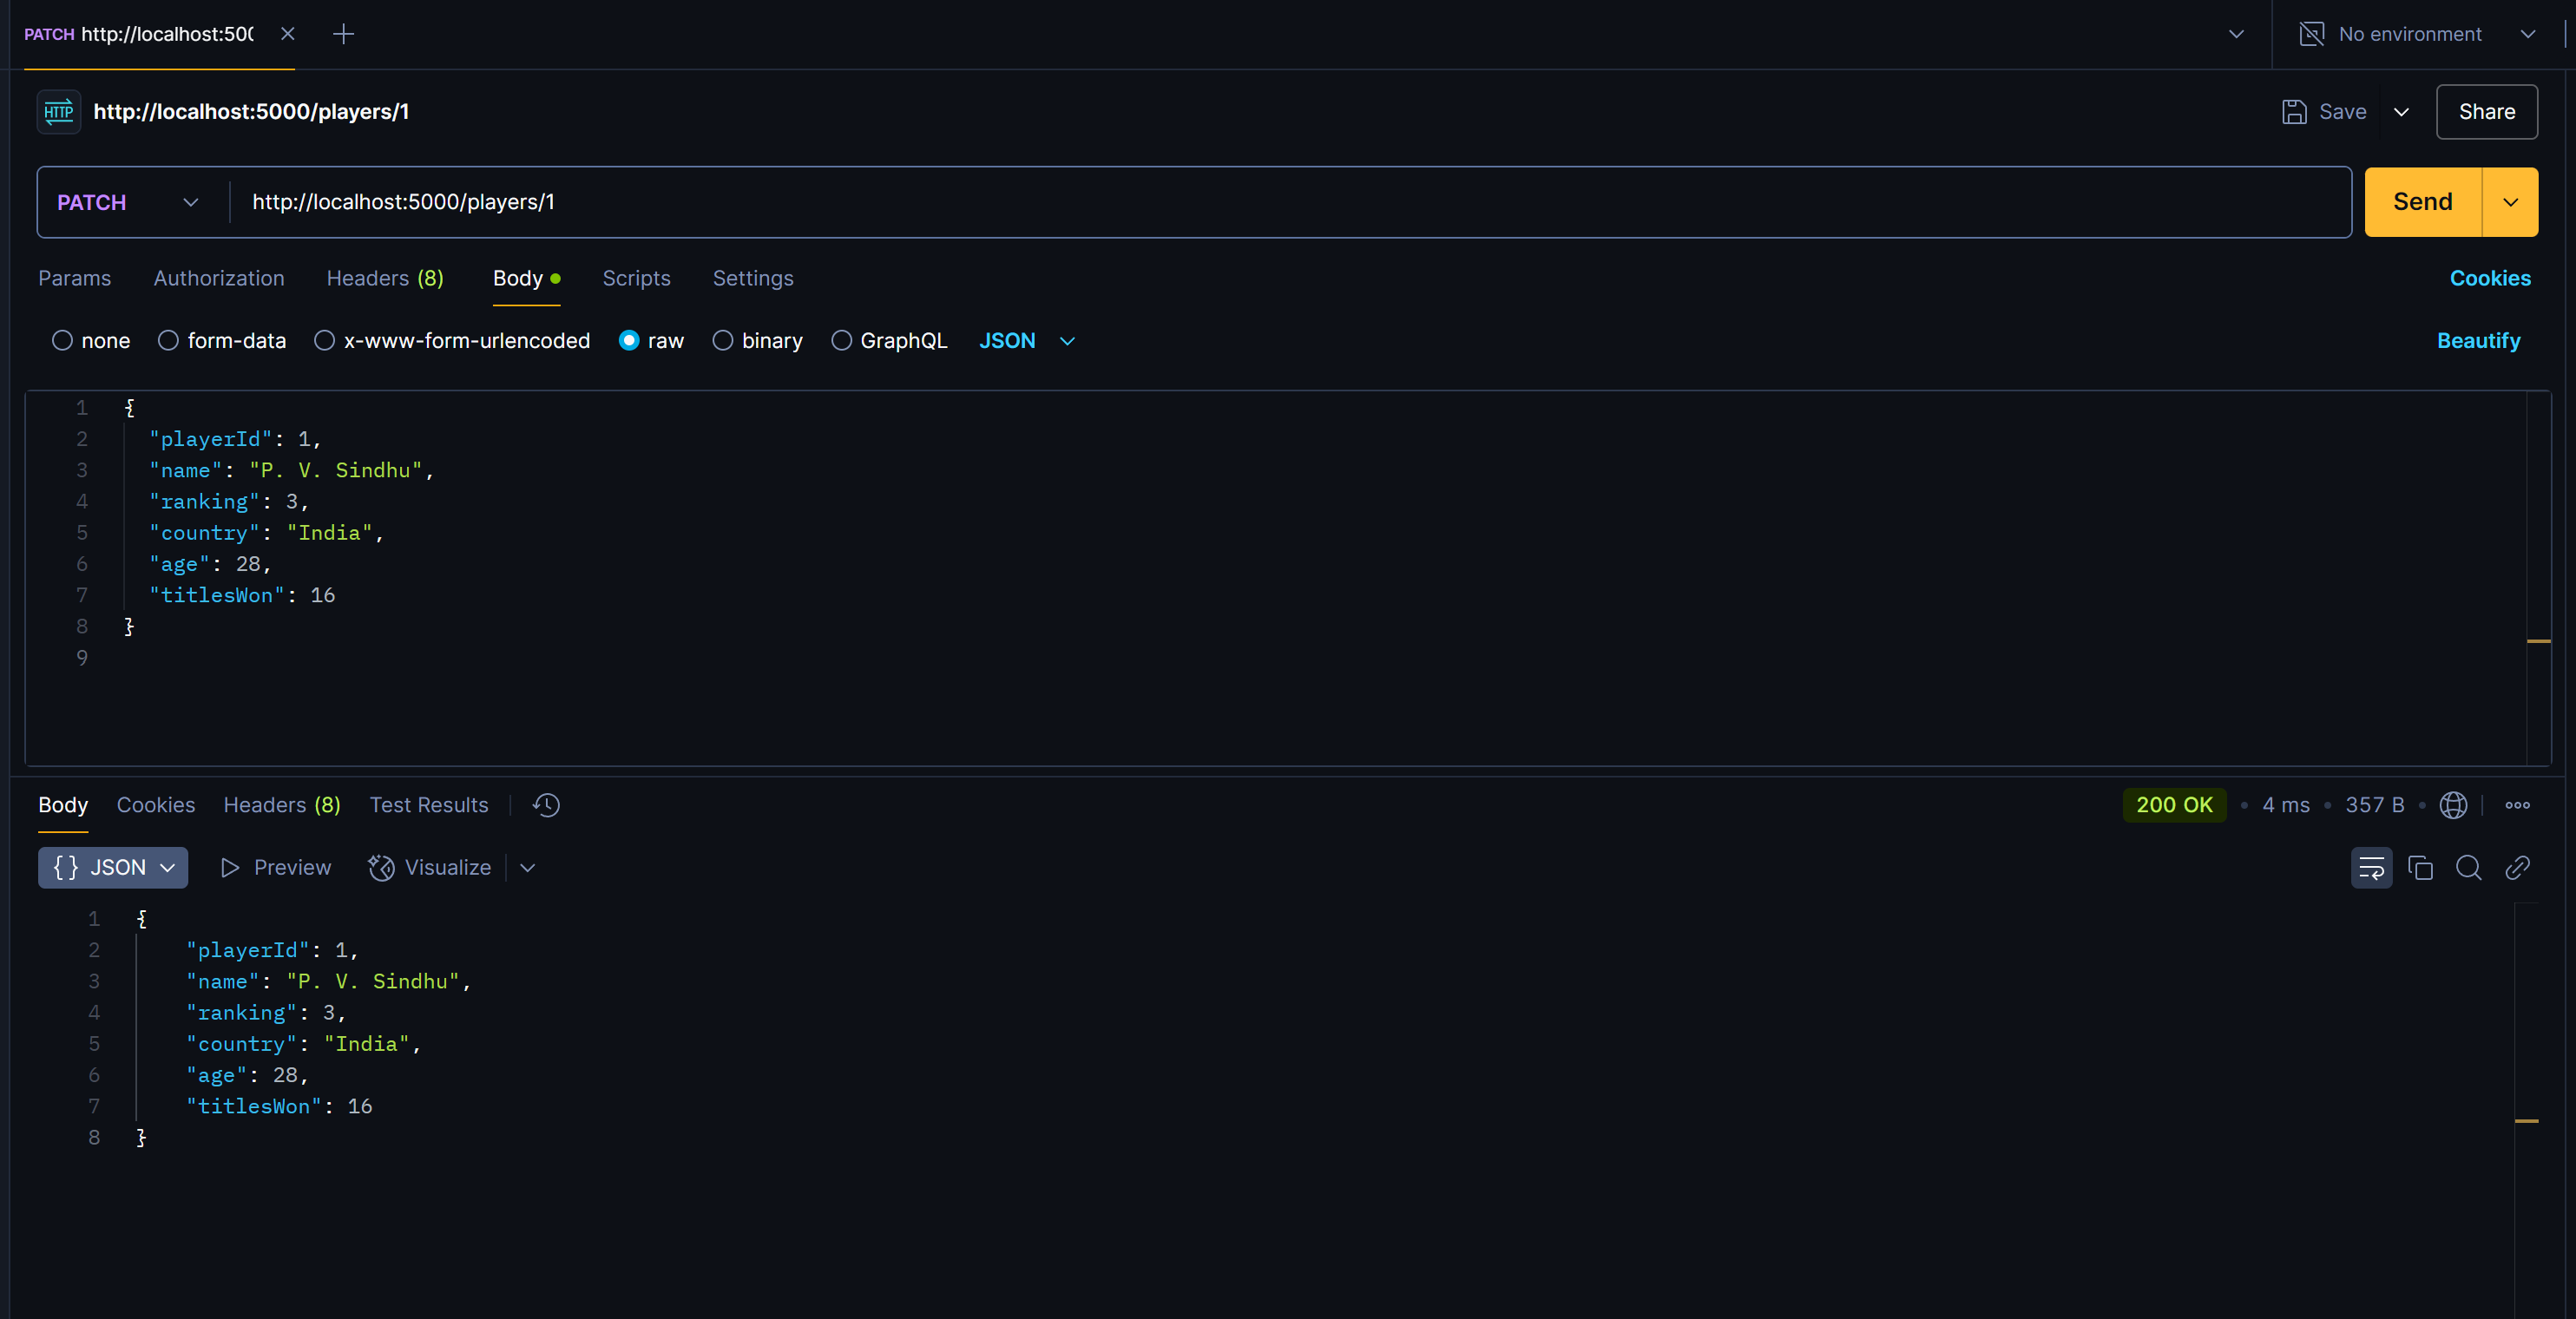 PATCH http://localhost:500
No environment
HTTP http://localhost:5000/players/1
Save
Share
PATCH
http://localhost:5000/players/1
Send
Params Authorization Headers (8) Body Scripts Settings
Cookies
none form-data x-www-form-urlencoded raw binary GraphQL JSON
Beautify
1 {
2 "playerId": 1,
3 "name": "P. V. Sindhu",
4 "ranking": 3,
5 "country": "India",
6 "age": 28,
7 "titlesWon": 16
8 }
9
Body Cookies Headers (8) Test Results
200 OK • 4 ms • 357 B •
{} JSON Preview Visualize
1 {
2 "playerId": 1,
3 "name": "P. V. Sindhu",
4 "ranking": 3,
5 "country": "India",
6 "age": 28,
7 "titlesWon": 16
8 }